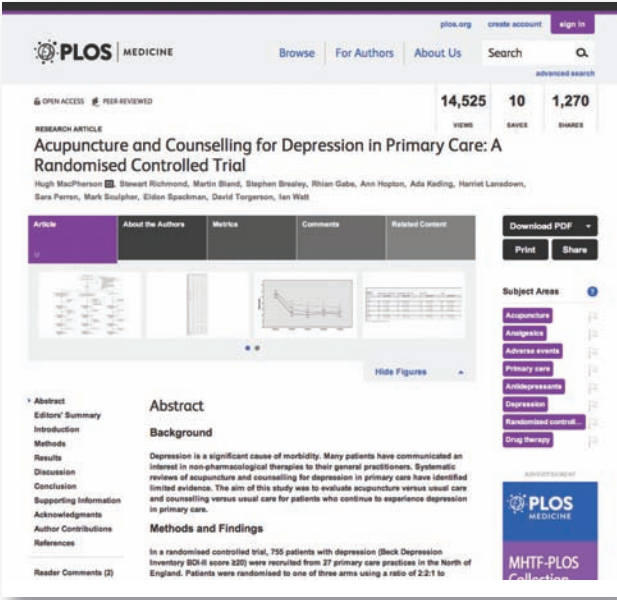 plos.org create account sign in
PLOS MEDICINE
Browse For Authors About Us Search
advanced search
OPEN ACCESS PEER-REVIEWED
14,525 10 1,270
VIEWS SAVES SHARES
RESEARCH ARTICLE
Acupuncture and Counselling for Depression in Primary Care: A
Randomised Controlled Trial
Hugh MacPherson, Stewart Richmond, Martin Bland, Stephen Brealey, Rhian Gabe, Ann Hopton, Ada Keding, Harriet Lansdown,
Sara Perren, Mark Sculpher, Eldon Spackman, David Torgerson, Ian Watt
Article About the Authors Metrics Comments Related Content
Download PDF
Print Share
Hide Figures
Subject Areas ?
Acupuncture
Analgesics
Adverse events
Primary care
Antidepressants
Depression
Randomized controll...
Drug therapy
Abstract
Editors' Summary
Introduction
Methods
Results
Discussion
Conclusion
Supporting Information
Acknowledgments
Author Contributions
References
Reader Comments (2)
Abstract
Background
Depression is a significant cause of morbidity. Many patients have communicated an
interest in non-pharmacological therapies to their general practitioners. Systematic
reviews of acupuncture and counselling for depression in primary care have identified
limited evidence. The aim of this study was to evaluate acupuncture versus usual care
and counselling versus usual care for patients who continue to experience depression
in primary care.
Methods and Findings
In a randomised controlled trial, 755 patients with depression (Beck Depression
Inventory BDI-II score ≥20) were recruited from 27 primary care practices in the North of
England. Patients were randomised to one of three arms using a ratio of 2:2:1 to
ADVERTISEMENT
PLOS
MEDICINE
MHTF-PLOS
Collection